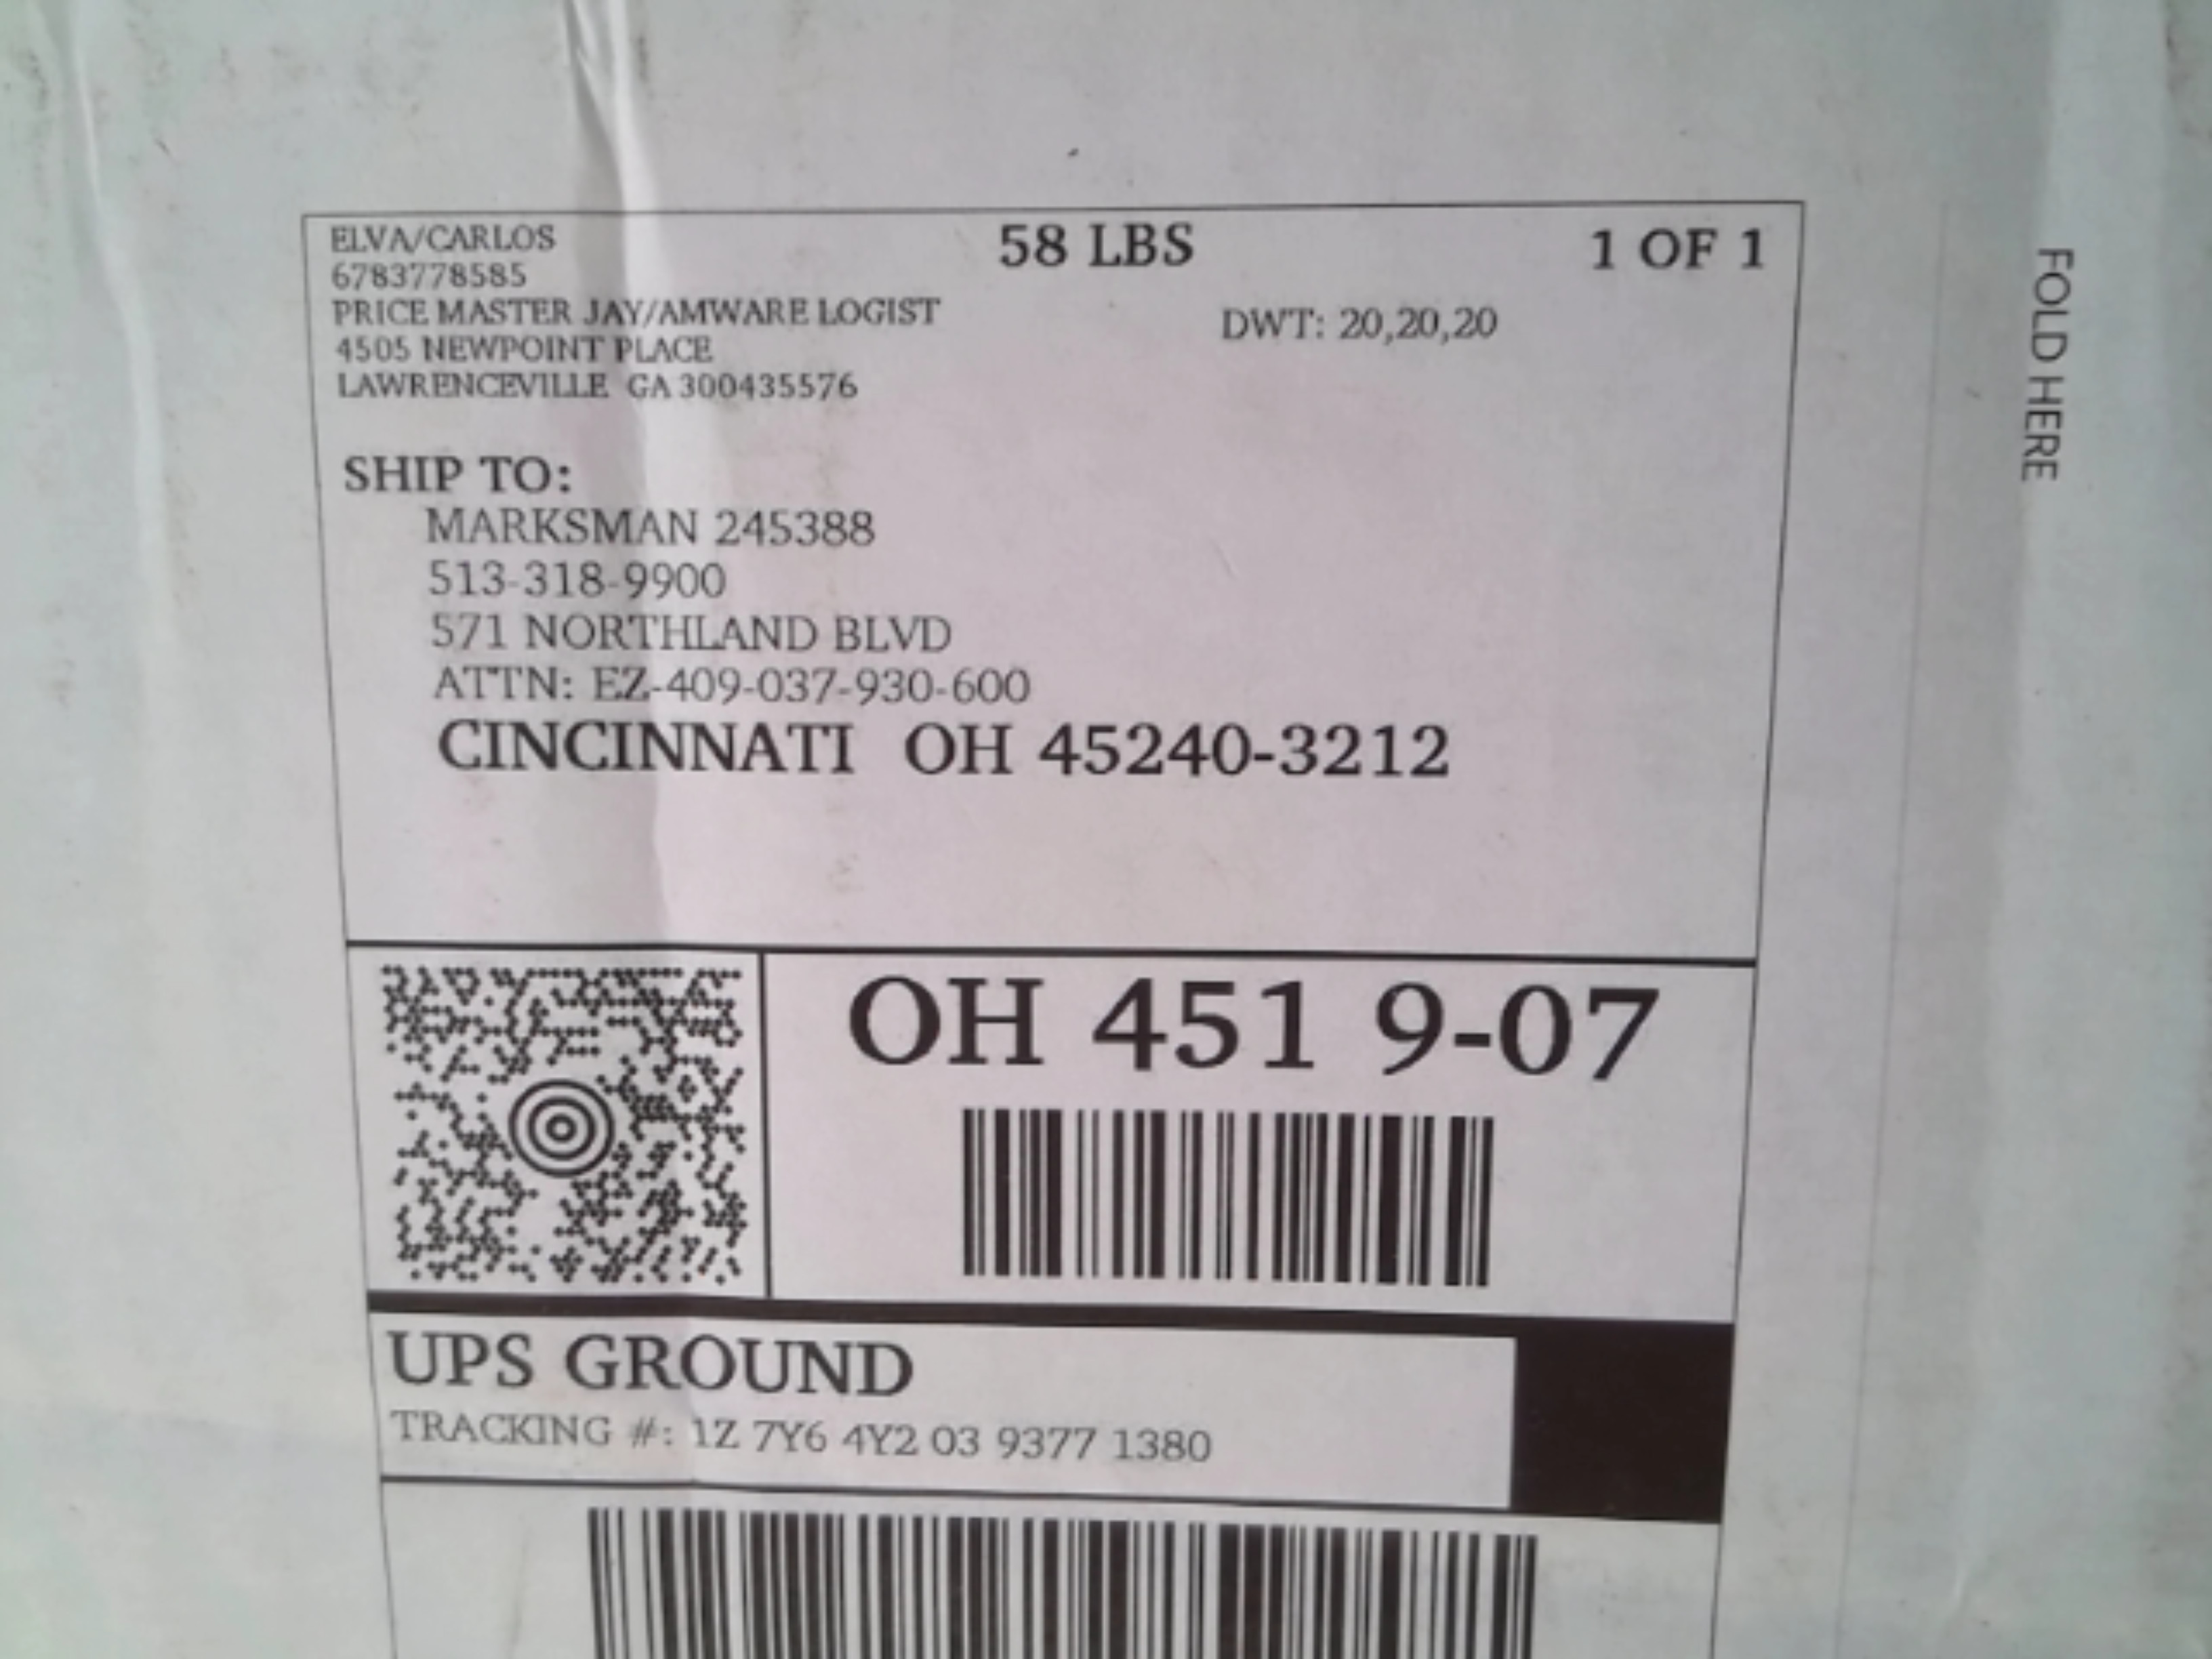 ELVA/CARLOS
6783778585
PRICE MASTER JAY/AMWARE LOGIST
4505 NEWPOINT PLACE
LAWRENCEVILLE GA 300435576
58 LBS
1 OF 1
DWT: 20,20,20
SHIP TO:
MARKSMAN 245388
513-318-9900
571 NORTHLAND BLVD
ATTN: EZ-409-037-930-600
CINCINNATI OH 45240-3212
OH 451 9-07
UPS GROUND
TRACKING #: 1Z 7Y6 4Y2 03 9377 1380
FOLD HERE